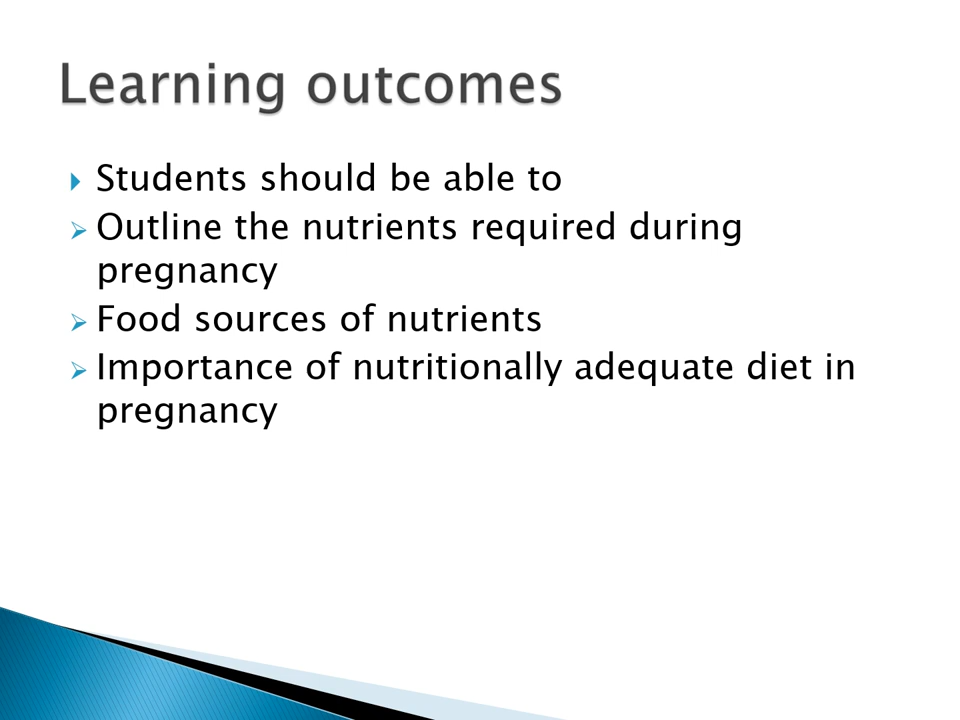 Learning outcomes
Students should be able to
Outline the nutrients required during
pregnancy
Food sources of nutrients
Importance of nutritionally adequate diet in
pregnancy